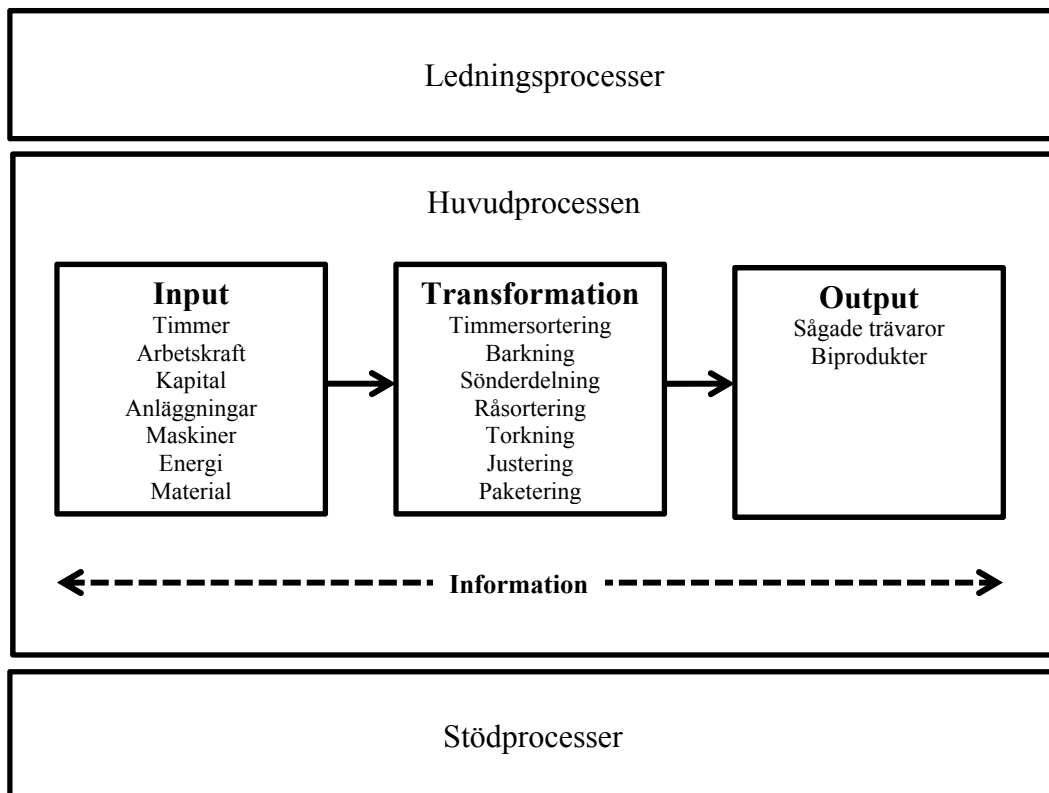 Ledningsprocesser
Huvudprocessen
Input
Timmer
Arbetskraft
Kapital
Anläggningar
Maskiner
Energi
Material
Transformation
Timmersortering
Barkning
Sönderdelning
Råsortering
Torkning
Justering
Paketering
Output
Sågade trävaror
Biprodukter
Information
Stödprocesser